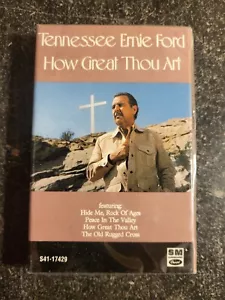 Tennessee Ernie Ford
How Great Thou Art
featuring:
Hide Me, Rock Of Ages
Peace In The Valley
How Great Thou Art
The Old Rugged Cross
S41-17429
SM